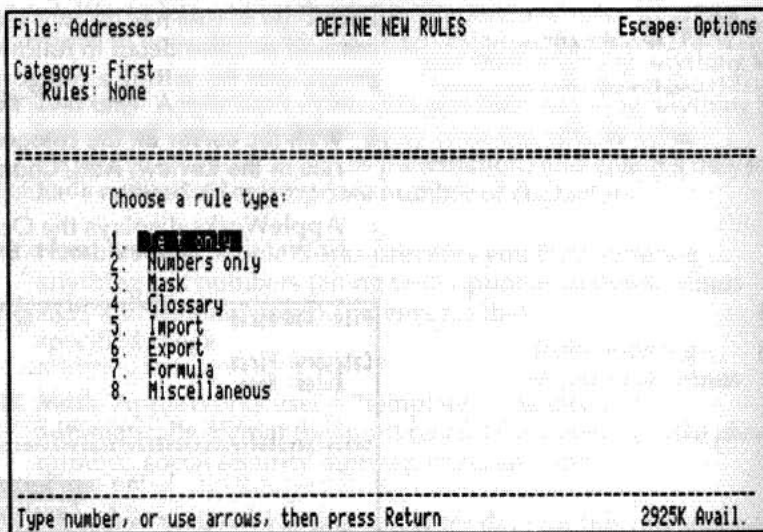 File: Addresses DEFINE NEW RULES Escape: Options
Category: First
Rules: None
Choose a rule type:
1. Text only
2. Numbers only
3. Mask
4. Glossary
5. Import
6. Export
7. Formula
8. Miscellaneous
Type number, or use arrows, then press Return 2925K Avail.